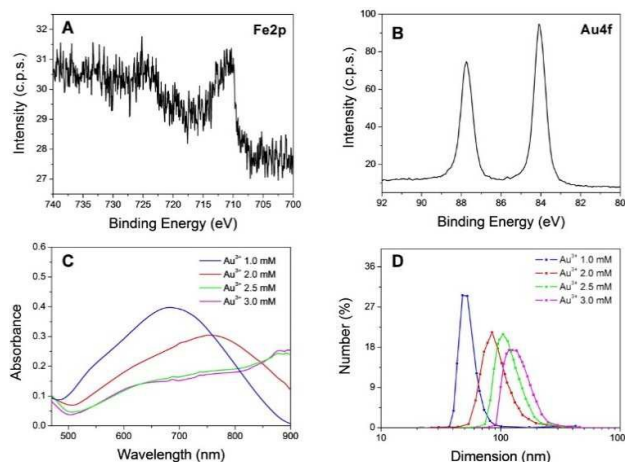 A
Fe2p
Intensity (c.p.s.)
31
30
29
28
27
740 735 730 725 720 715 710 705 700
Binding Energy (eV)
B
Au4f
Intensity (c.p.s.)
100
80
60
40
20
92 90 88 86 84 82 80
Binding Energy (eV)
C
Au³⁺ 1.0 mM
Au³⁺ 2.0 mM
Au³⁺ 2.5 mM
Au³⁺ 3.0 mM
Absorbance
0.6
0.5
0.4
0.3
0.2
0.1
0.0
500 600 700 800 900
Wavelength (nm)
D
Au³⁺ 1.0 mM
Au³⁺ 2.0 mM
Au³⁺ 2.5 mM
Au³⁺ 3.0 mM
Number (%)
36
27
18
9
0
10 100 1000
Dimension (nm)